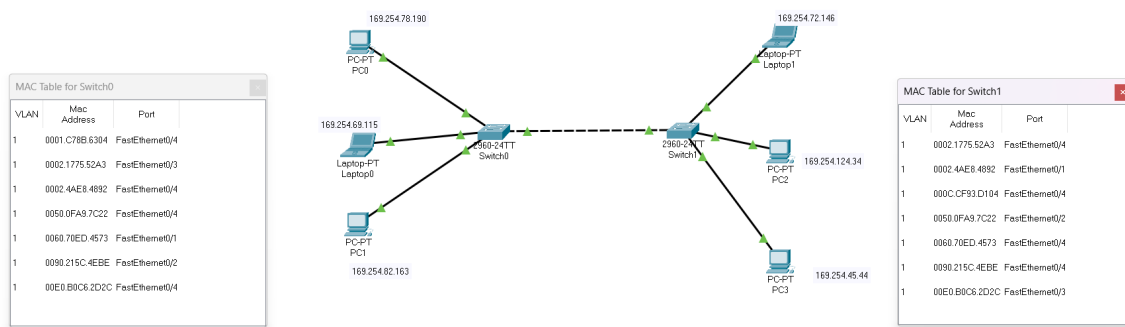 MAC Table for Switch0
VLAN Mac Address Port
1 0001.C78B.6304 FastEthernet0/4
1 0002.1775.52A3 FastEthernet0/3
1 0002.4AE8.4892 FastEthernet0/4
1 0050.0FA9.7C22 FastEthernet0/4
1 0060.70ED.4573 FastEthernet0/1
1 0090.215C.4EBE FastEthernet0/2
1 00E0.B0C6.2D2C FastEthernet0/4
169.254.78.190
PC-PT
PC0
169.254.69.115
Laptop-PT
Laptop0
PC-PT
PC1
169.254.82.163
2960-24TT
Switch0
2960-24TT
Switch1
169.254.72.146
Laptop-PT
Laptop1
169.254.124.34
PC-PT
PC2
169.254.45.44
PC-PT
PC3
MAC Table for Switch1
VLAN Mac Address Port
1 0002.1775.52A3 FastEthernet0/4
1 0002.4AE8.4892 FastEthernet0/1
1 000C.CF93.D104 FastEthernet0/4
1 0050.0FA9.7C22 FastEthernet0/2
1 0060.70ED.4573 FastEthernet0/4
1 0090.215C.4EBE FastEthernet0/4
1 00E0.B0C6.2D2C FastEthernet0/3